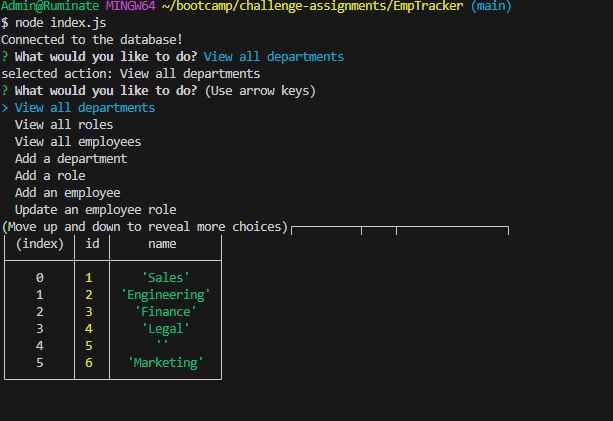 Admin@Ruminate MINGW64 ~/bootcamp/challenge-assignments/EmpTracker (main)
$ node index.js
Connected to the database!
? What would you like to do? View all departments
selected action: View all departments
? What would you like to do? (Use arrow keys)
> View all departments
View all roles
View all employees
Add a department
Add a role
Add an employee
Update an employee role
(Move up and down to reveal more choices)
(index) id name
0 1 'Sales'
1 2 'Engineering'
2 3 'Finance'
3 4 'Legal'
4 5 ''
5 6 'Marketing'